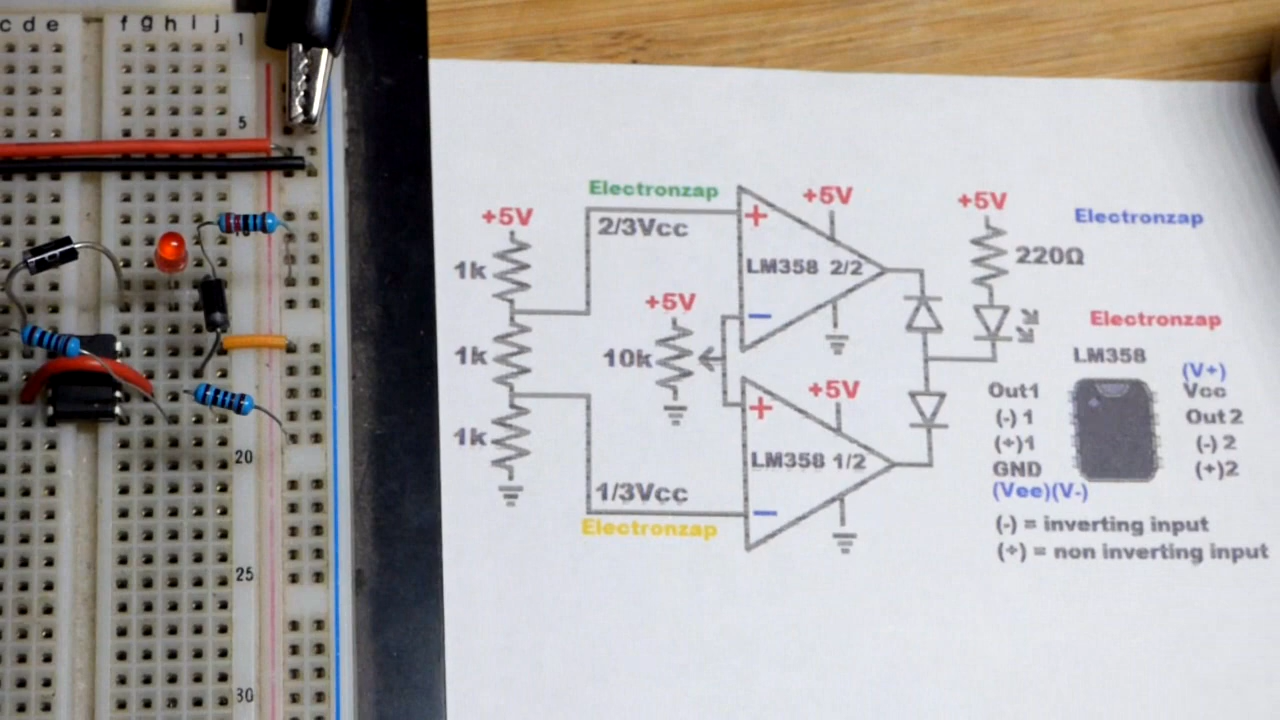 c d e f g h i j
1
5
20
25
30
Electronzap
+5V
+5V
+5V
Electronzap
2/3Vcc
+
1k
LM358 2/2
220Ω
+5V
−
Electronzap
1k
10k
LM358
+5V
(V+)
Out1
Vcc
+
(-) 1
Out 2
1k
LM358 1/2
(+)1
(-) 2
GND
(+)2
1/3Vcc
(Vee)(V-)
−
Electronzap
(-) = inverting input
(+) = non inverting input